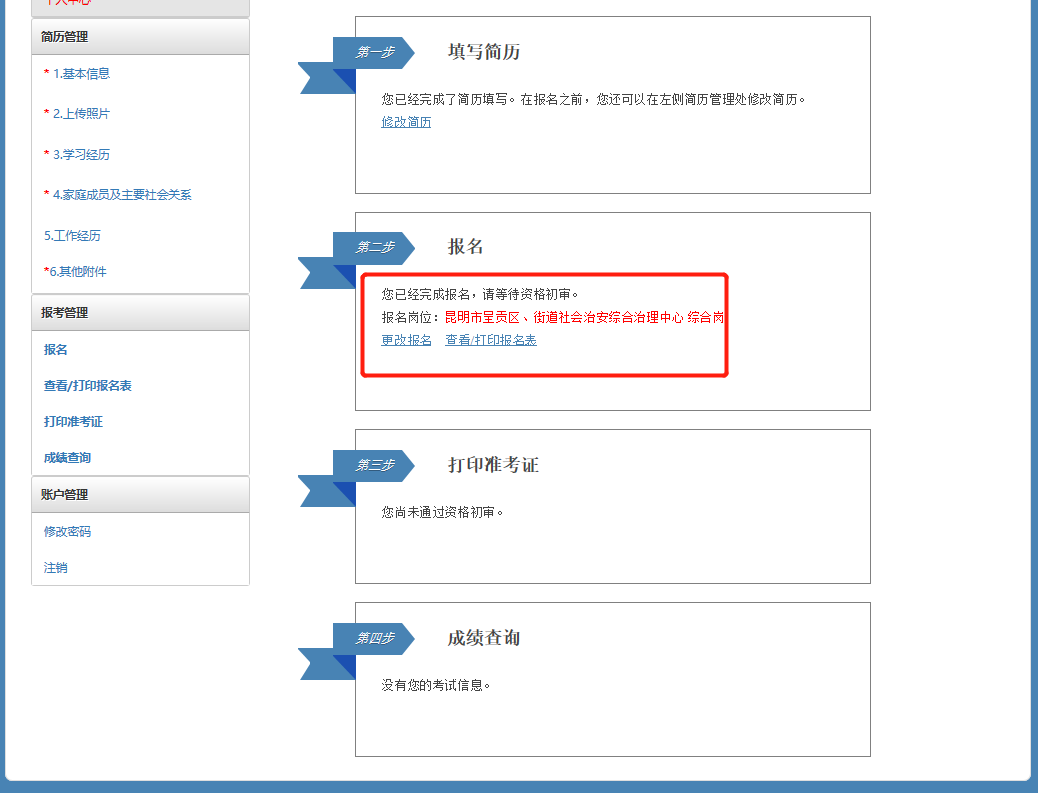 个人中心
简历管理
* 1.基本信息
* 2.上传照片
* 3.学习经历
* 4.家庭成员及主要社会关系
5.工作经历
*6.其他附件
报考管理
报名
查看/打印报名表
打印准考证
成绩查询
账户管理
修改密码
注销
第一步
填写简历
您已经完成了简历填写。在报名之前，您还可以在左侧简历管理处修改简历。
修改简历
第二步
报名
您已经完成报名，请等待资格初审。
报名岗位：昆明市呈贡区、街道社会治安综合治理中心 综合岗
更改报名 查看/打印报名表
第三步
打印准考证
您尚未通过资格初审。
第四步
成绩查询
没有您的考试信息。